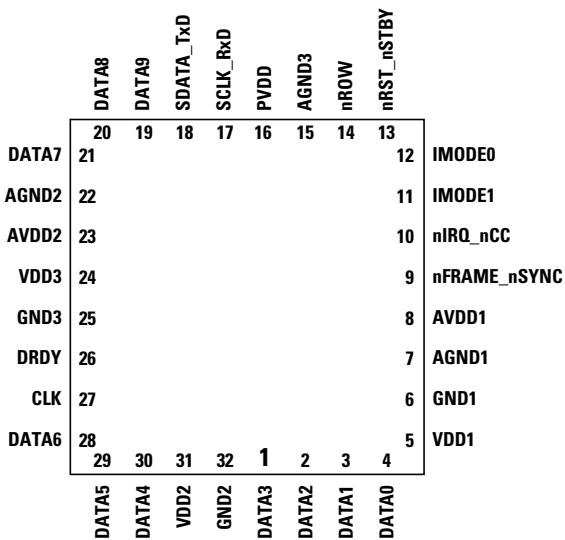 DATA8
DATA9
SDATA_TxD
SCLK_RxD
PVDD
AGND3
nROW
nRST_nSTBY
20 19 18 17 16 15 14 13
DATA7 21 12 IMODE0
AGND2 22 11 IMODE1
AVDD2 23 10 nIRQ_nCC
VDD3 24 9 nFRAME_nSYNC
GND3 25 8 AVDD1
DRDY 26 7 AGND1
CLK 27 6 GND1
DATA6 28 5 VDD1
29 30 31 32 1 2 3 4
DATA5
DATA4
VDD2
GND2
DATA3
DATA2
DATA1
DATA0